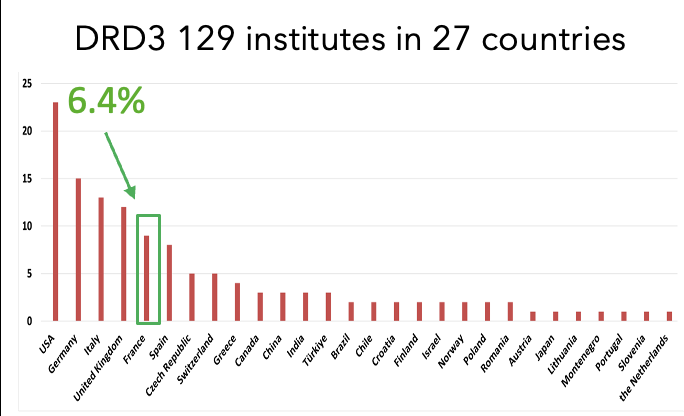 DRD3 129 institutes in 27 countries
25
6.4%
20
15
10
5
0
USA
Germany
Italy
United Kingdom
France
Spain
Czech Republic
Switzerland
Greece
Canada
China
India
Türkiye
Brazil
Chile
Croatia
Finland
Israel
Norway
Poland
Romania
Austria
Japan
Lithuania
Montenegro
Portugal
Slovenia
the Netherlands